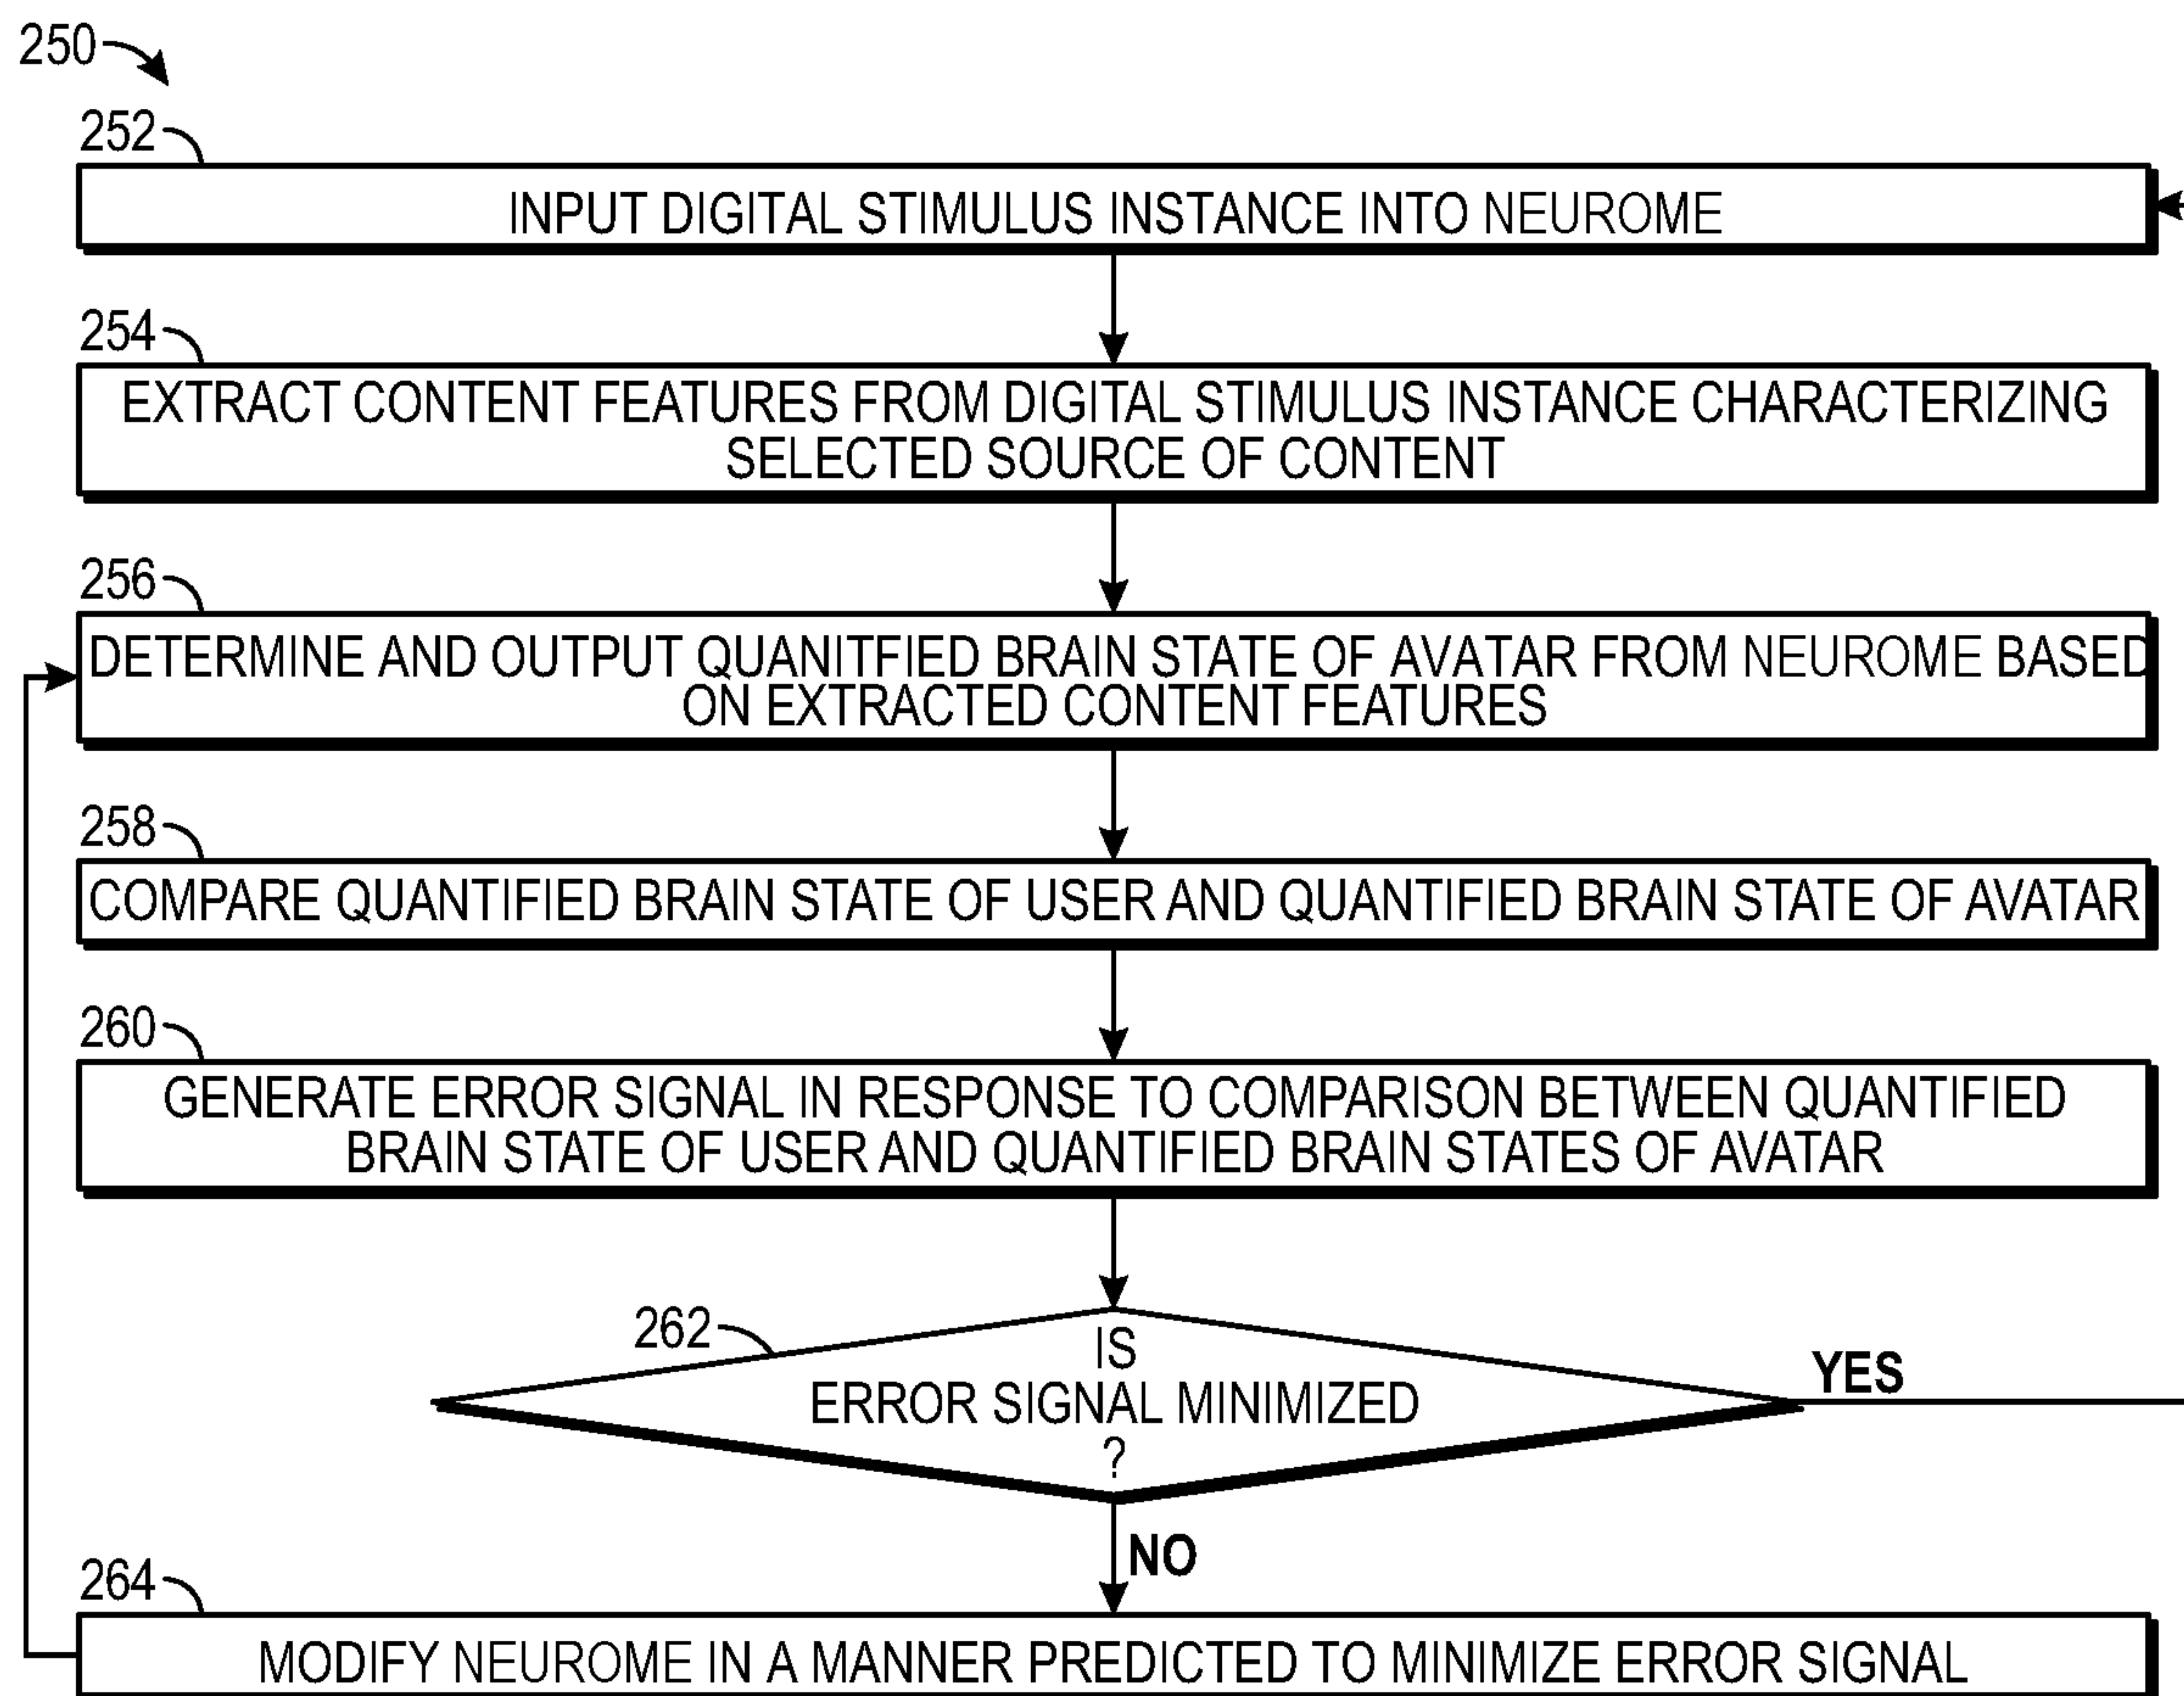 250
252
INPUT DIGITAL STIMULUS INSTANCE INTO NEUROME
254
EXTRACT CONTENT FEATURES FROM DIGITAL STIMULUS INSTANCE CHARACTERIZING
SELECTED SOURCE OF CONTENT
256
DETERMINE AND OUTPUT QUANITFIED BRAIN STATE OF AVATAR FROM NEUROME BASED
ON EXTRACTED CONTENT FEATURES
258
COMPARE QUANTIFIED BRAIN STATE OF USER AND QUANTIFIED BRAIN STATE OF AVATAR
260
GENERATE ERROR SIGNAL IN RESPONSE TO COMPARISON BETWEEN QUANTIFIED
BRAIN STATE OF USER AND QUANTIFIED BRAIN STATES OF AVATAR
262
IS
ERROR SIGNAL MINIMIZED
?
YES
NO
264
MODIFY NEUROME IN A MANNER PREDICTED TO MINIMIZE ERROR SIGNAL